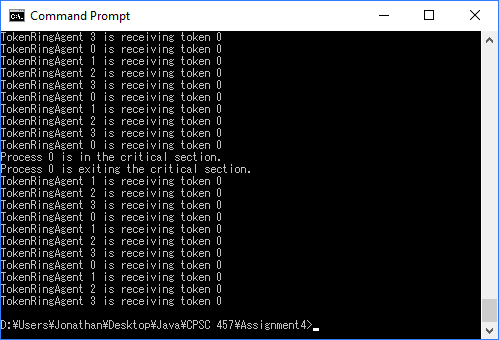 Command Prompt
TokenRingAgent 3 is receiving token 0
TokenRingAgent 0 is receiving token 0
TokenRingAgent 1 is receiving token 0
TokenRingAgent 2 is receiving token 0
TokenRingAgent 3 is receiving token 0
TokenRingAgent 0 is receiving token 0
TokenRingAgent 1 is receiving token 0
TokenRingAgent 2 is receiving token 0
TokenRingAgent 3 is receiving token 0
TokenRingAgent 0 is receiving token 0
Process 0 is in the critical section.
Process 0 is exiting the critical section.
TokenRingAgent 1 is receiving token 0
TokenRingAgent 2 is receiving token 0
TokenRingAgent 3 is receiving token 0
TokenRingAgent 0 is receiving token 0
TokenRingAgent 1 is receiving token 0
TokenRingAgent 2 is receiving token 0
TokenRingAgent 3 is receiving token 0
TokenRingAgent 0 is receiving token 0
TokenRingAgent 1 is receiving token 0
TokenRingAgent 2 is receiving token 0
TokenRingAgent 3 is receiving token 0
D:¥Users¥Jonathan¥Desktop¥Java¥CPSC 457¥Assignment4>